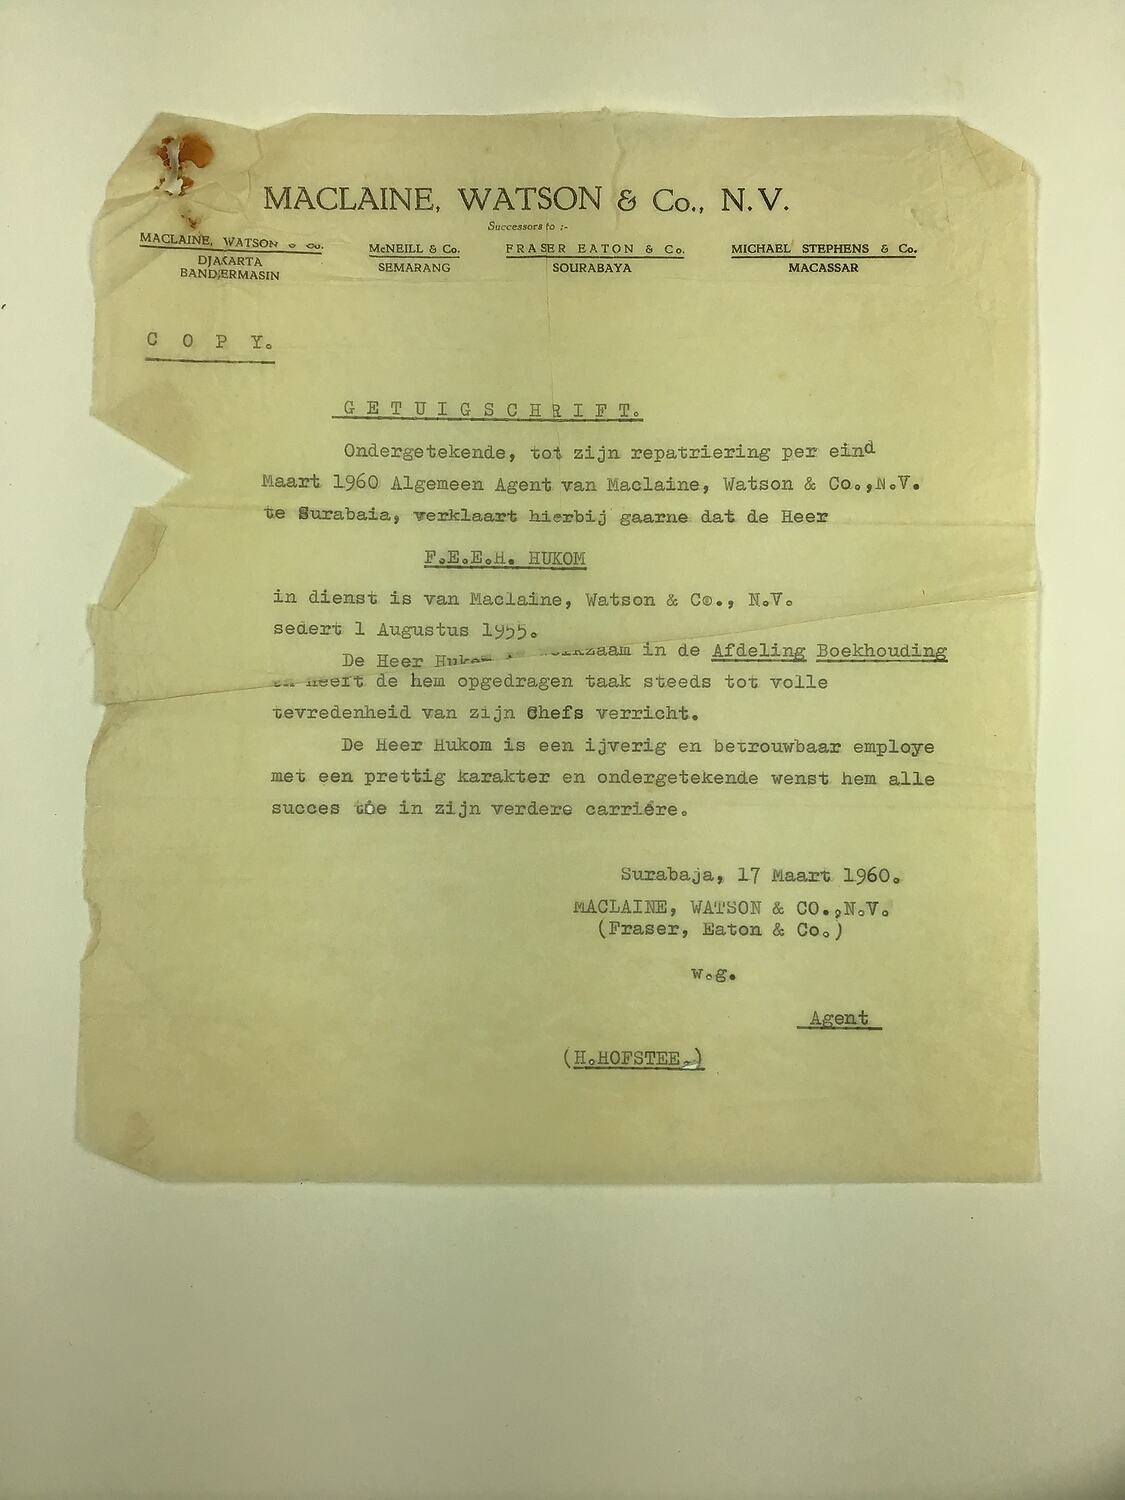 MACLAINE, WATSON & Co., N.V.
Successors to :-
MACLAINE, WATSON & Co.
DJAKARTA
BANDJERMASIN
McNEILL & Co.
SEMARANG
FRASER EATON & Co.
SOURABAYA
MICHAEL STEPHENS & Co.
MACASSAR
C O P Y.
G E T U I G S C H R I F T.
Ondergetekende, tot zijn repatriering per eind
Maart 1960 Algemeen Agent van Maclaine, Watson & Co.,N.V.
te Surabaia, verklaart hierbij gaarne dat de Heer
F.E.E.H. HUKOM
in dienst is van Maclaine, Watson & Co., N.V.
sedert 1 Augustus 1955.
De Heer Hukom in de Afdeling Boekhouding
heeft de hem opgedragen taak steeds tot volle
tevredenheid van zijn Chefs verricht.
De Heer Hukom is een ijverig en betrouwbaar employe
met een prettig karakter en ondergetekende wenst hem alle
succes toe in zijn verdere carriére.
Surabaja, 17 Maart 1960.
MACLAINE, WATSON & CO.,N.V.
(Fraser, Eaton & Co.)
w.g.
Agent
(H.HOFSTEE.)